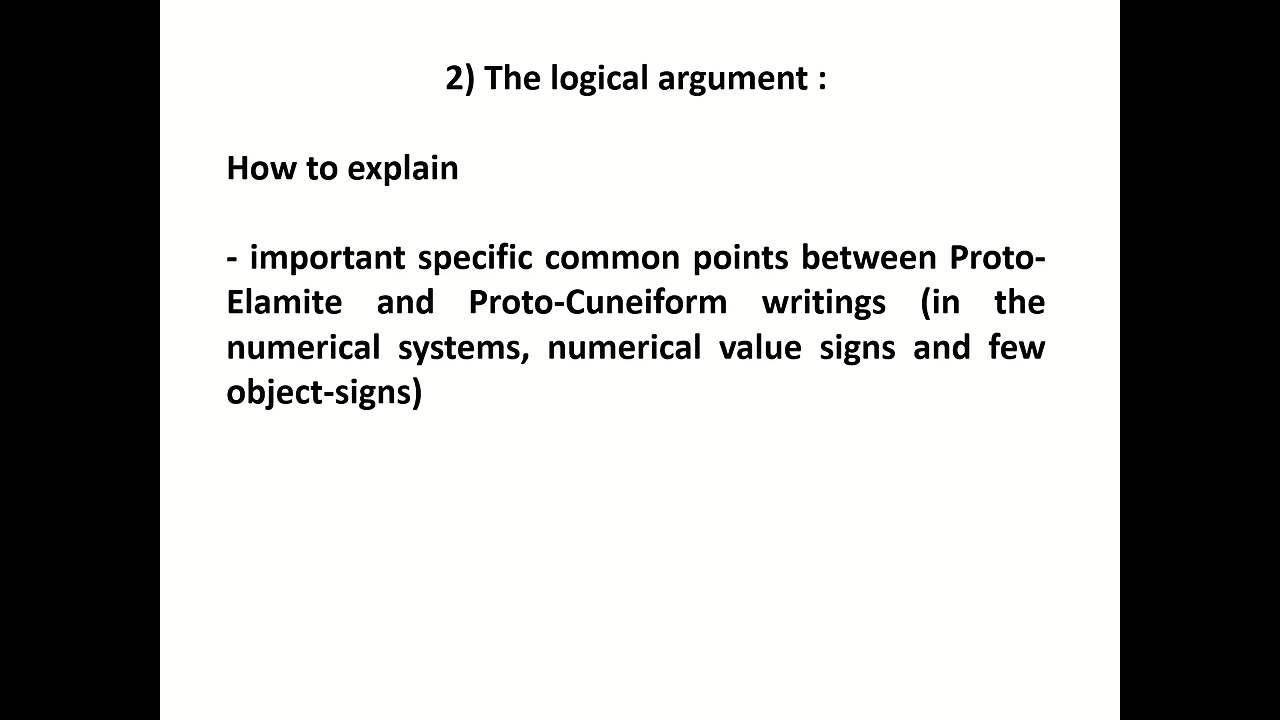 2) The logical argument :
How to explain
- important specific common points between Proto-
Elamite and Proto-Cuneiform writings (in the
numerical systems, numerical value signs and few
object-signs)